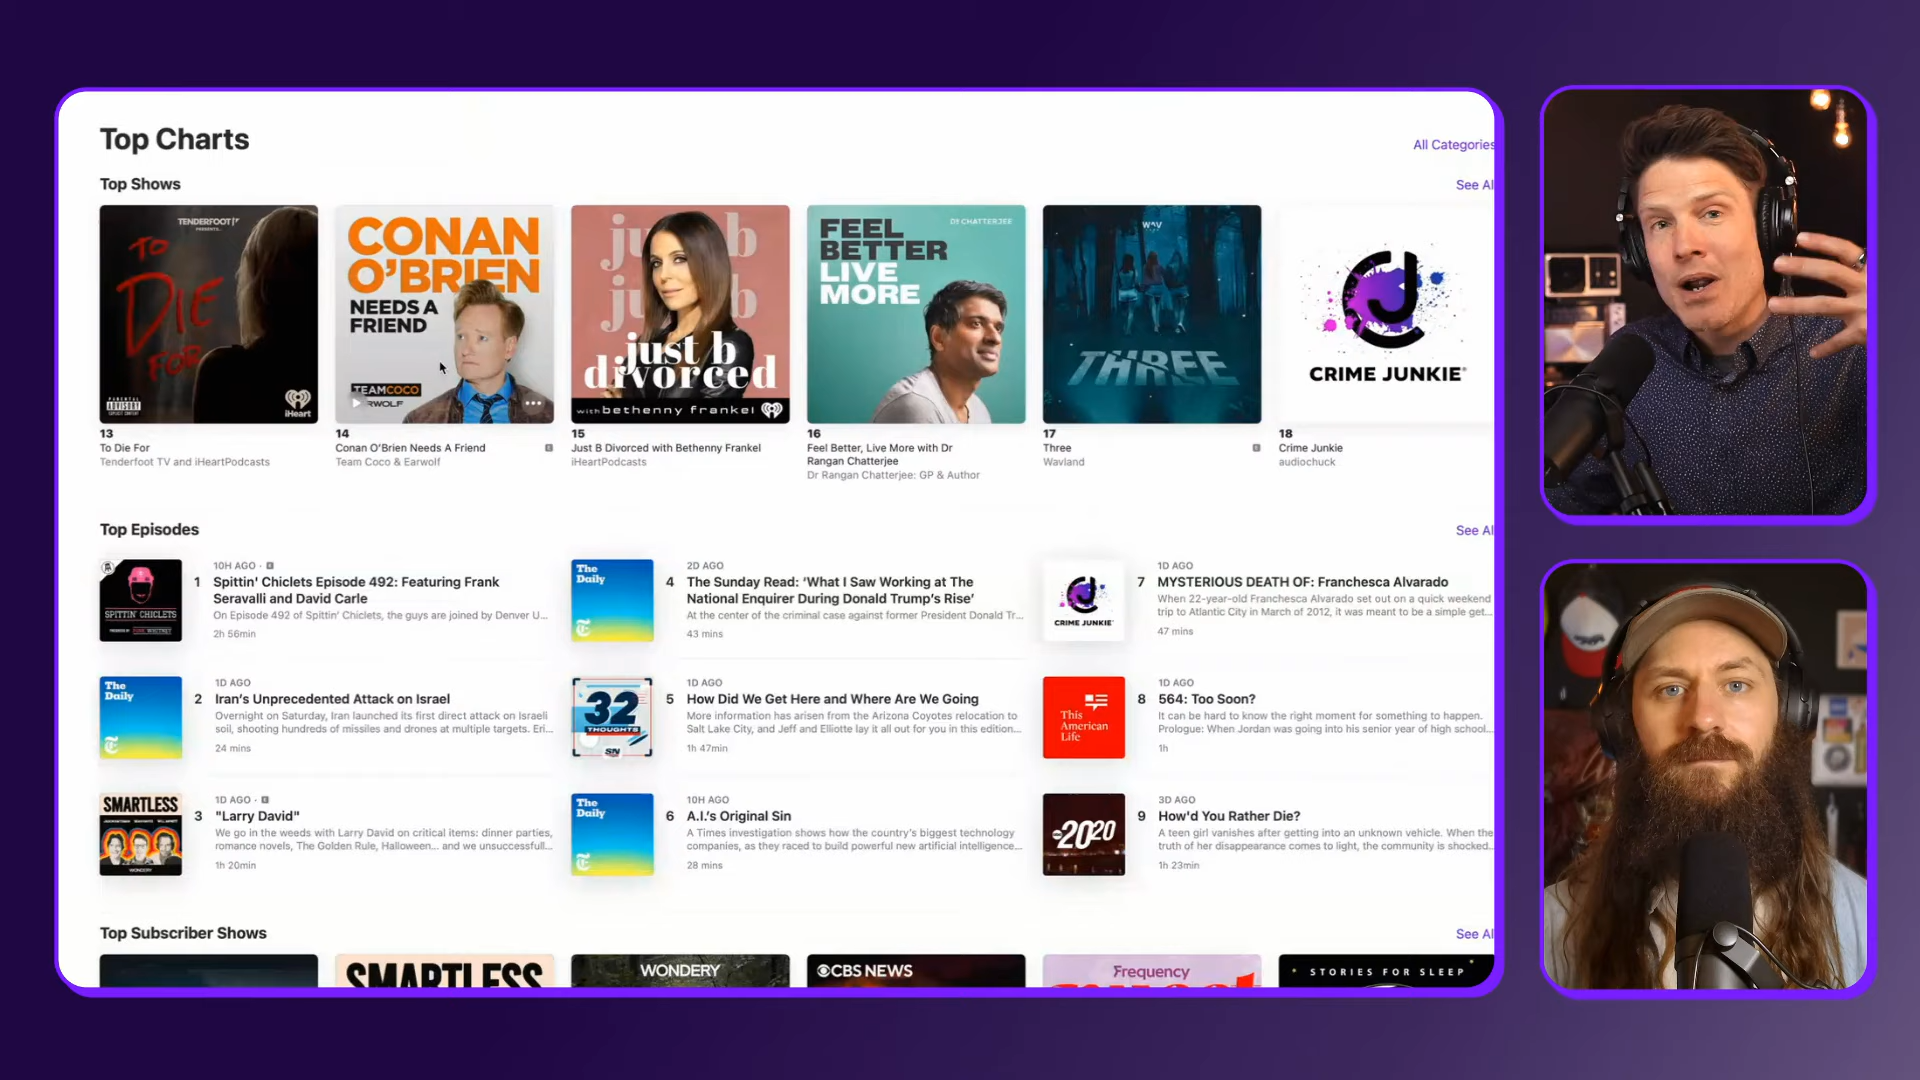 Top Charts
All Categories
Top Shows
See Al
TENDERFOOT
PRESENTS...
TO
DIE
FOR
PARENTAL
ADVISORY
iHeart
CONAN
O'BRIEN
NEEDS A
FRIEND
TEAMCOCO
RWOLF
just b
divorced
with bethenny frankel
DR CHATTERJEE
FEEL
BETTER
LIVE
MORE
THREE
CRIME JUNKIE
13
To Die For
Tenderfoot TV and iHeartPodcasts
14
Conan O'Brien Needs A Friend
E
Team Coco & Earwolf
15
Just B Divorced with Bethenny Frankel
iHeartPodcasts
16
Feel Better, Live More with Dr
Rangan Chatterjee
Dr Rangan Chatterjee: GP & Author
17
Three
E
Wavland
18
Crime Junkie
audiochuck
Top Episodes
See Al
SPITTIN' CHICLETS
1
10H AGO · E
Spittin' Chiclets Episode 492: Featuring Frank
Seravalli and David Carle
On Episode 492 of Spittin' Chiclets, the guys are joined by Denver U...
2h 56min
The
Daily
2
1D AGO
Iran's Unprecedented Attack on Israel
Overnight on Saturday, Iran launched its first direct attack on Israeli
soil, shooting hundreds of missiles and drones at multiple targets. Eri...
24 mins
SMARTLESS
WONDERY
3
1D AGO · E
"Larry David"
We go in the weeds with Larry David on critical items: dinner parties,
romance novels, The Golden Rule, Halloween... and we unsuccessfull...
1h 20min
The
Daily
4
2D AGO
The Sunday Read: 'What I Saw Working at The
National Enquirer During Donald Trump's Rise'
At the center of the criminal case against former President Donald Tr...
43 mins
32
THOUGHTS
SN
5
1D AGO
How Did We Get Here and Where Are We Going
More information has arisen from the Arizona Coyotes relocation to
Salt Lake City, and Jeff and Elliotte lay it all out for you in this edition...
1h 47min
The
Daily
6
10H AGO
A.I.'s Original Sin
A Times investigation shows how the country's biggest technology
companies, as they raced to build powerful new artificial intelligence...
28 mins
CRIME JUNKIE
7
1D AGO
MYSTERIOUS DEATH OF: Franchesca Alvarado
When 22-year-old Franchesca Alvarado set out on a quick weekend
trip to Atlantic City in March of 2012, it was meant to be a simple get...
47 mins
This
American
Life
8
1D AGO
564: Too Soon?
It can be hard to know the right moment for something to happen.
Prologue: When Jordan was going into his senior year of high school...
1h
2020
9
3D AGO
How'd You Rather Die?
A teen girl vanishes after getting into an unknown vehicle. When the
truth of her disappearance comes to light, the community is shocked...
1h 23min
Top Subscriber Shows
See Al
SMARTLESS
WONDERY
CBS NEWS
Frequency
sweet
STORIES FOR SLEEP